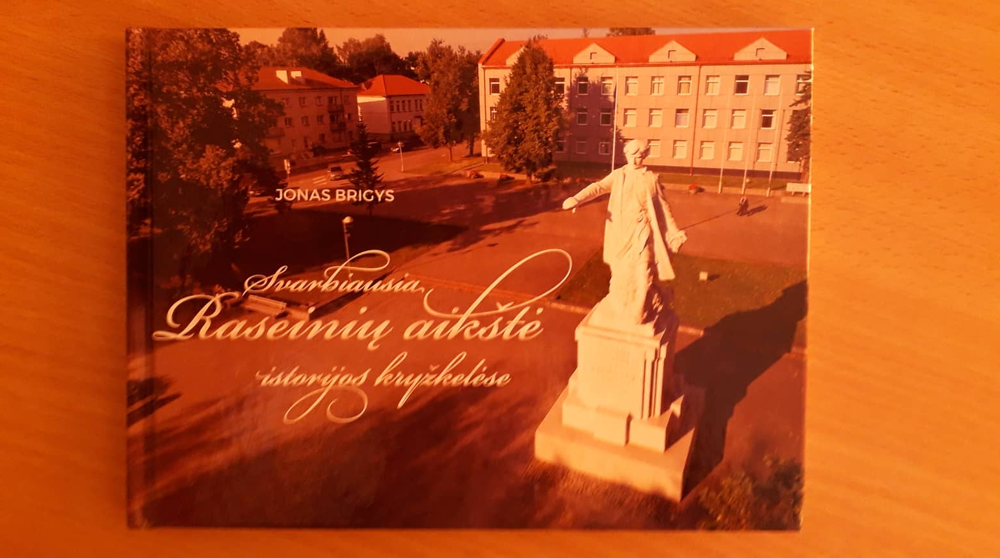 JONAS BRIGYS
Svarbiausia
Raseinių aikštė
istorijos kryžkelėse